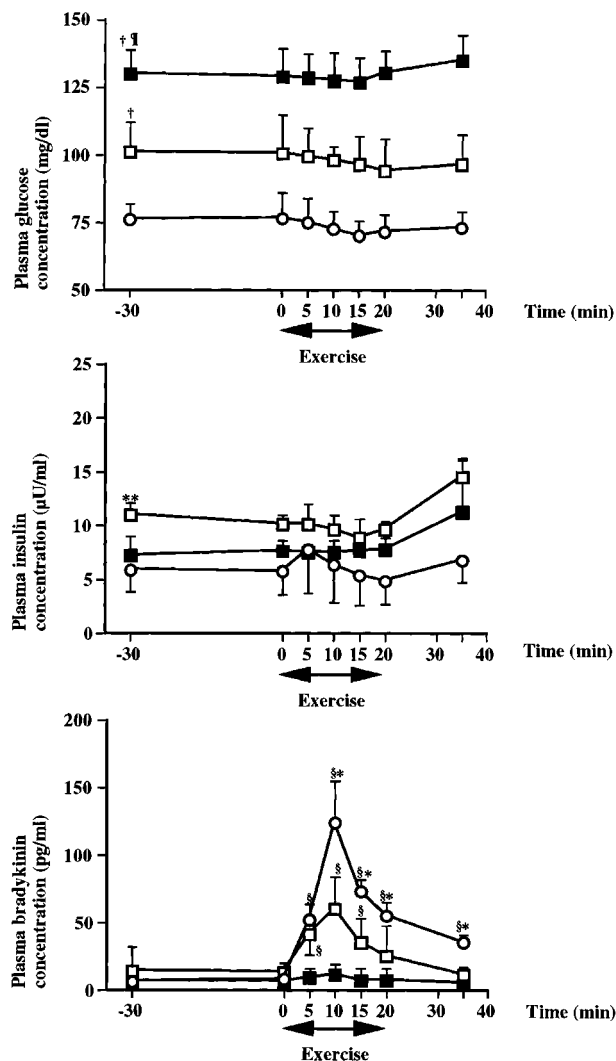 150
† ¶
125
†
100
75
50
Plasma glucose
concentration (mg/dl)
-30 0 5 10 15 20 30 40 Time (min)
Exercise
25
20
15
**
10
5
0
Plasma insulin
concentration (µU/ml)
-30 0 5 10 15 20 30 40 Time (min)
Exercise
200
§*
150
100
§ § §* §*
§ §*
50
§
0
Plasma bradykinin
concentration (pg/ml)
-30 0 5 10 15 20 30 40 Time (min)
Exercise